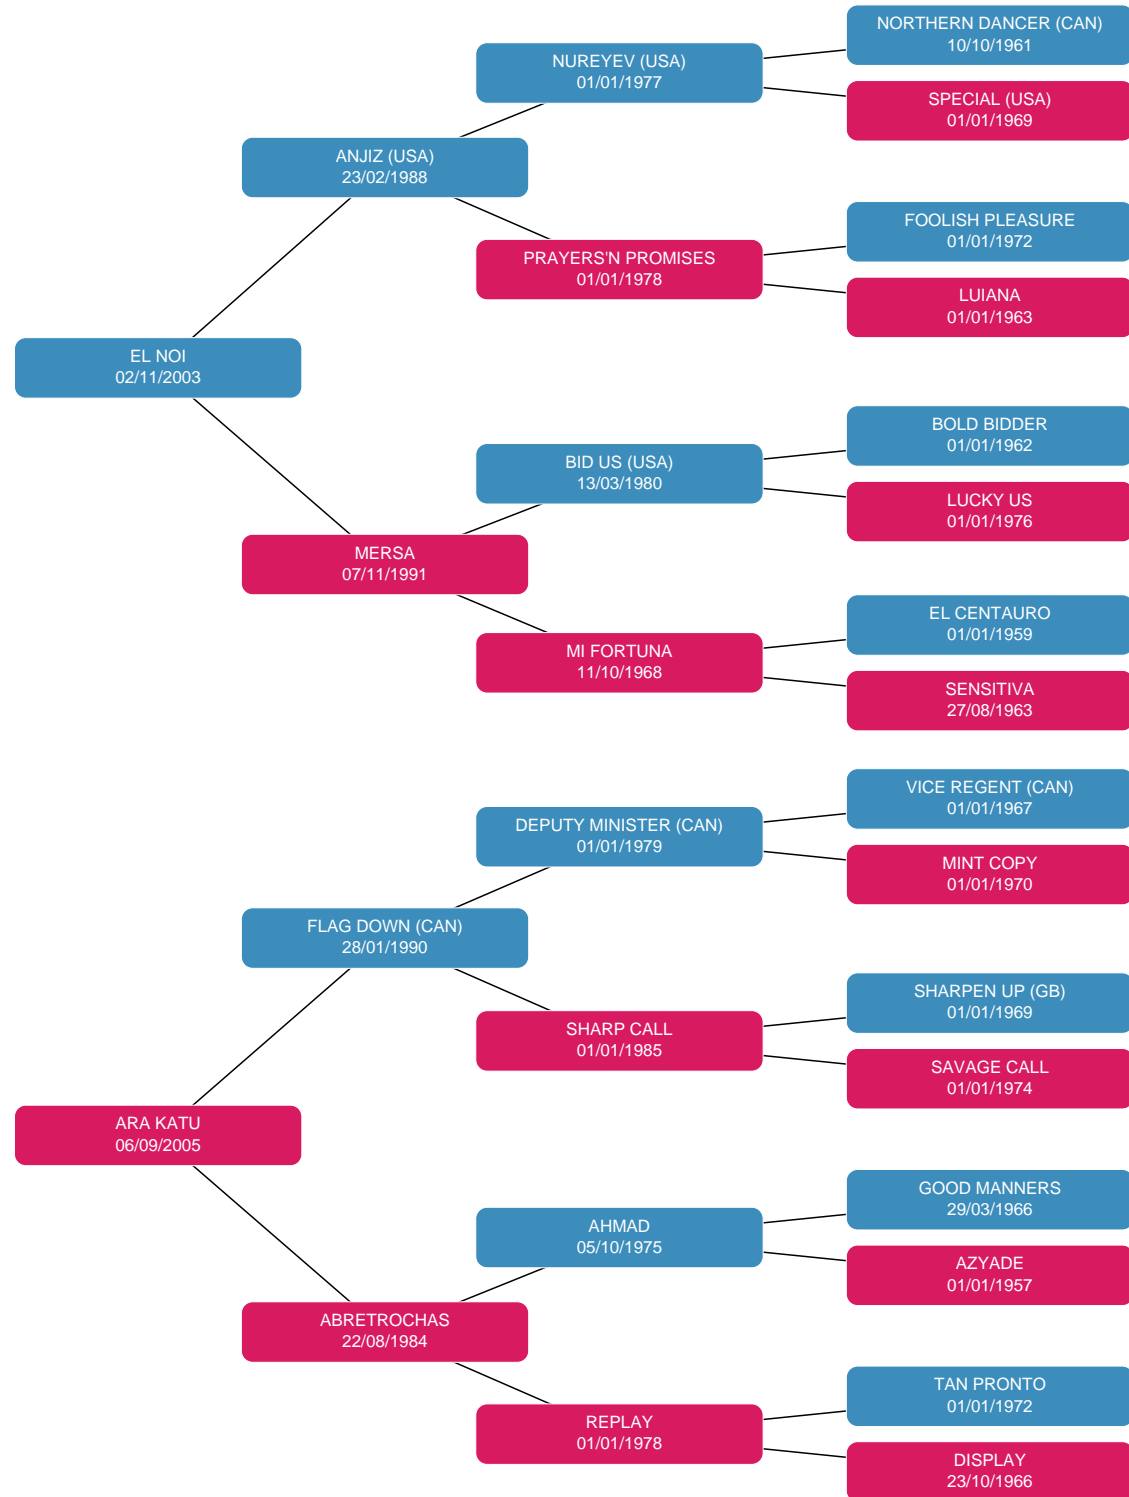 NORTHERN DANCER (CAN)
10/10/1961
NUREYEV (USA)
01/01/1977
SPECIAL (USA)
01/01/1969
ANJIZ (USA)
23/02/1988
FOOLISH PLEASURE
01/01/1972
PRAYERS'N PROMISES
01/01/1978
LUIANA
01/01/1963
EL NOI
02/11/2003
BOLD BIDDER
01/01/1962
BID US (USA)
13/03/1980
LUCKY US
01/01/1976
MERSA
07/11/1991
EL CENTAURO
01/01/1959
MI FORTUNA
11/10/1968
SENSITIVA
27/08/1963
VICE REGENT (CAN)
01/01/1967
DEPUTY MINISTER (CAN)
01/01/1979
MINT COPY
01/01/1970
FLAG DOWN (CAN)
28/01/1990
SHARPEN UP (GB)
01/01/1969
SHARP CALL
01/01/1985
SAVAGE CALL
01/01/1974
ARA KATU
06/09/2005
GOOD MANNERS
29/03/1966
AHMAD
05/10/1975
AZYADE
01/01/1957
ABRETROCHAS
22/08/1984
TAN PRONTO
01/01/1972
REPLAY
01/01/1978
DISPLAY
23/10/1966